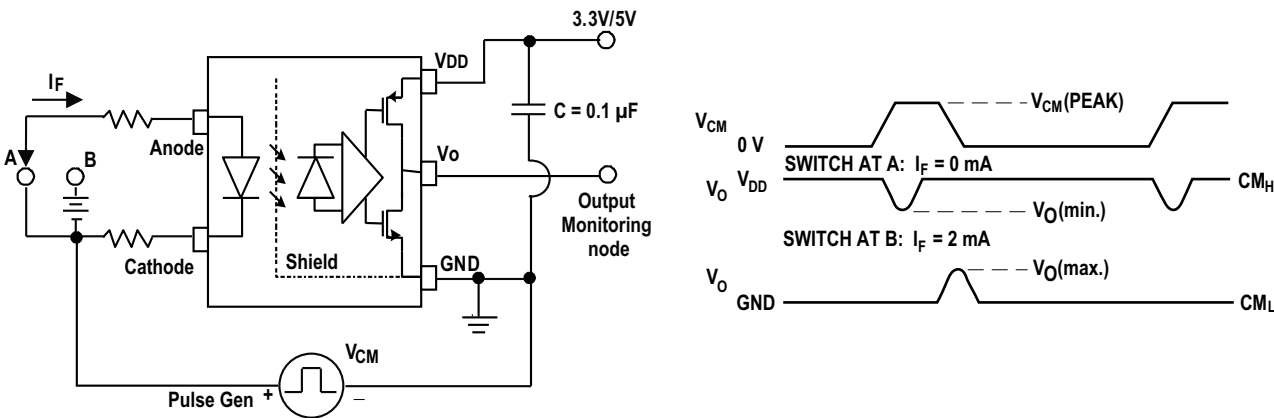 3.3V/5V
IF
VDD
C = 0.1 µF
A
B
Anode
Vo
Output
Monitoring
node
Cathode
Shield
GND
VCM
Pulse Gen + −
VCM 0 V
VCM(PEAK)
SWITCH AT A: IF = 0 mA
VO VDD
CMH
VO(min.)
SWITCH AT B: IF = 2 mA
VO GND
VO(max.)
CML